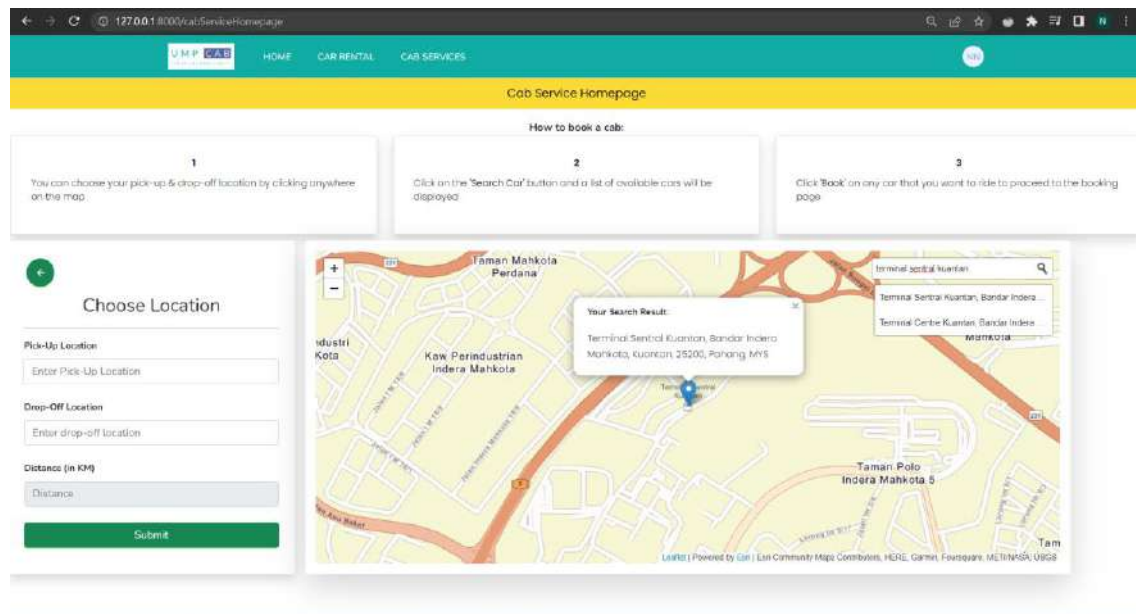 127.0.0.1:8000/cabServiceHomepage
UMP CAB
HOME
CAR RENTAL
CAB SERVICES
NN
Cab Service Homepage
How to book a cab:
1
You can choose your pick-up & drop-off location by clicking anywhere
on the map
2
Click on the 'Search Car' button and a list of available cars will be
displayed
3
Click 'Book' on any car that you want to ride to proceed to the booking
page
Choose Location
Pick-Up Location
Enter Pick-Up Location
Drop-Off Location
Enter drop-off location
Distance (in KM)
Distance
Submit
+
−
Taman Mahkota
Perdana
terminal sentral kuantan
Terminal Sentral Kuantan, Bandar Indera ...
Terminal Centre Kuantan, Bandar Indera ...
Mahkota
Your Search Result:
Terminal Sentral Kuantan, Bandar Indera
Mahkota, Kuantan, 25200, Pahang, MYS
ndustri
Kota
Kaw Perindustrian
Indera Mahkota
Taman Polo
Indera Mahkota 5
Tam
Leaflet | Powered by Esri | Esri Community Maps Contributors, HERE, Garmin, Foursquare, METI/NASA, USGS